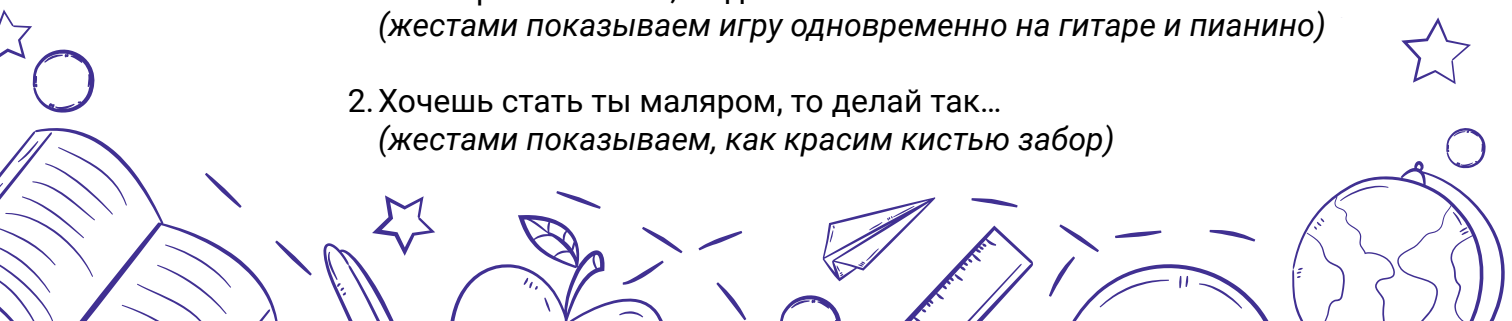 (жестами показываем игру одновременно на гитаре и пианино)
2. Хочешь стать ты маляром, то делай так…
(жестами показываем, как красим кистью забор)